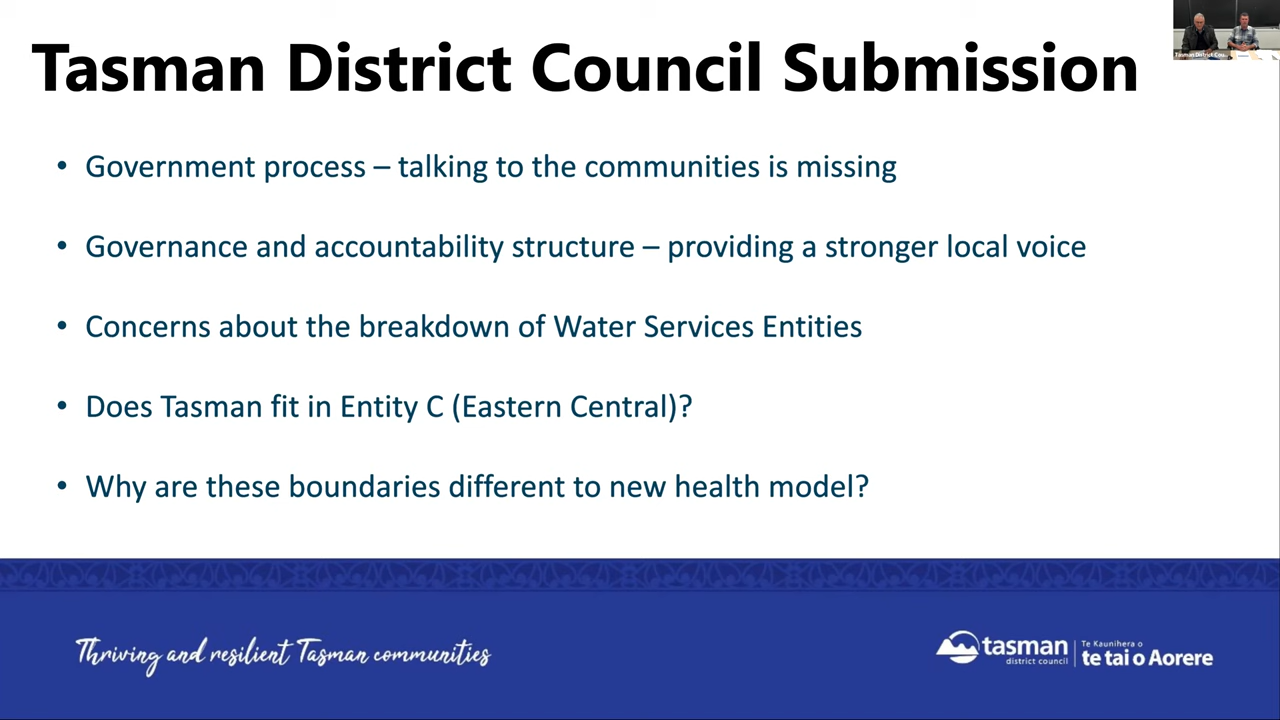 Tasman District Council Submission
Tasman District Cou...
• Government process – talking to the communities is missing
• Governance and accountability structure – providing a stronger local voice
• Concerns about the breakdown of Water Services Entities
• Does Tasman fit in Entity C (Eastern Central)?
• Why are these boundaries different to new health model?
Thriving and resilient Tasman communities
tasman
district council
Te Kaunihera o
te tai o Aorere